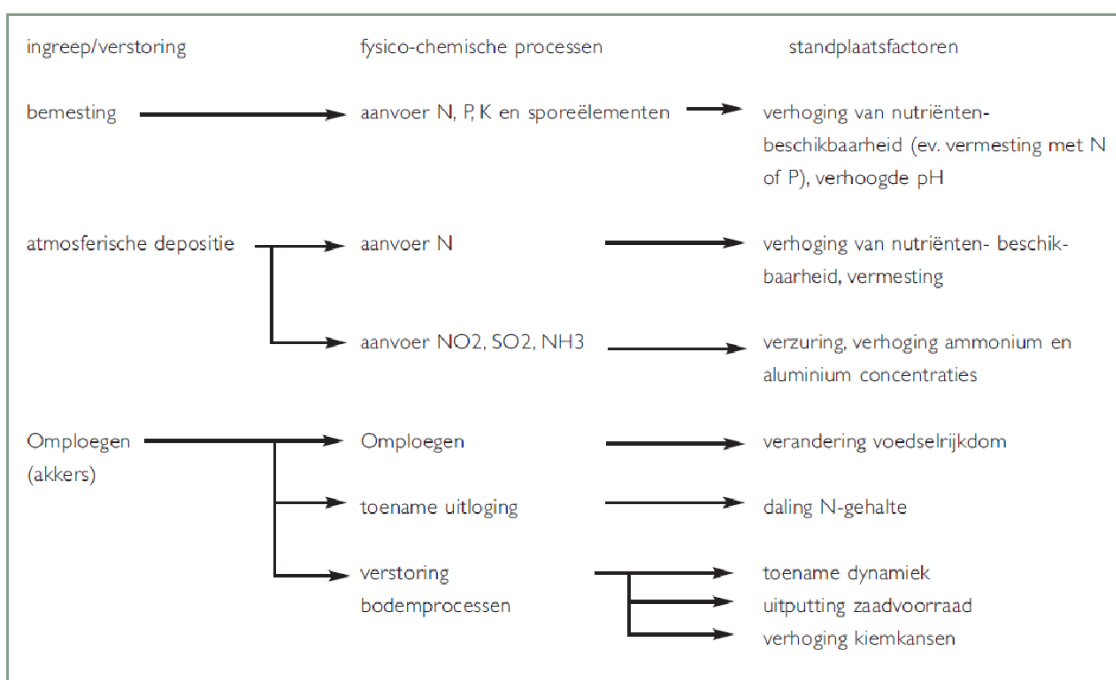 ingreep/verstoring fysico-chemische processen standplaatsfactoren
bemesting aanvoer N, P, K en sporeëlementen verhoging van nutriënten-
beschikbaarheid (ev. vermesting met N
of P), verhoogde pH
atmosferische depositie aanvoer N verhoging van nutriënten- beschik-
baarheid, vermesting
aanvoer NO2, SO2, NH3 verzuring, verhoging ammonium en
aluminium concentraties
Omploegen Omploegen verandering voedselrijkdom
(akkers)
toename uitloging daling N-gehalte
verstoring toename dynamiek
bodemprocessen uitputting zaadvoorraad
verhoging kiemkansen